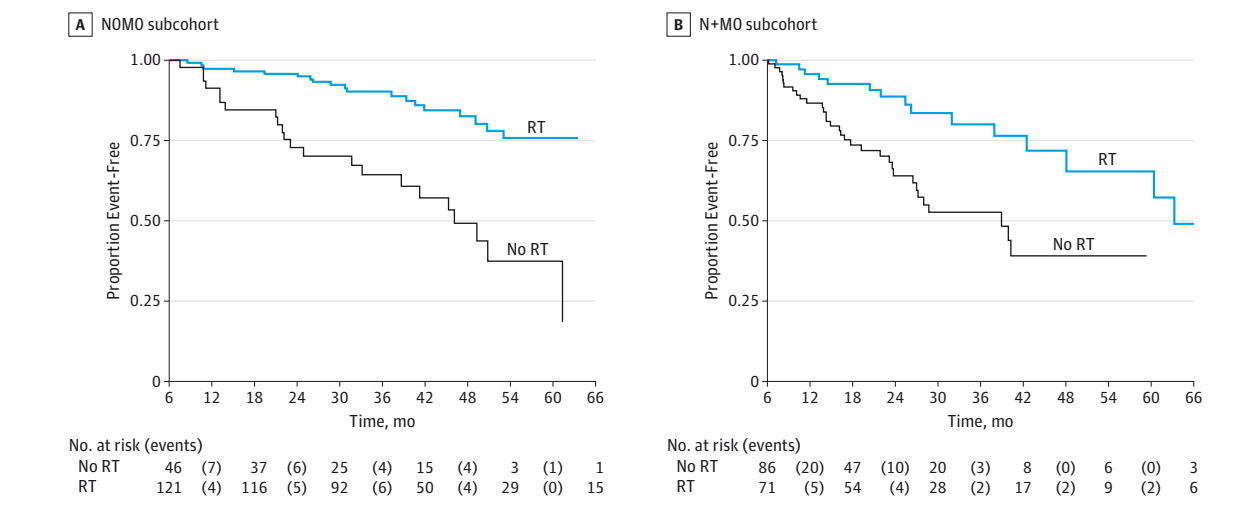 A N0M0 subcohort
1.00
0.75
0.50
0.25
0
Proportion Event-Free
RT
No RT
6 12 18 24 30 36 42 48 54 60 66
Time, mo
No. at risk (events)
No RT 46 (7) 37 (6) 25 (4) 15 (4) 3 (1) 1
RT 121 (4) 116 (5) 92 (6) 50 (4) 29 (0) 15
B N+M0 subcohort
1.00
0.75
0.50
0.25
0
Proportion Event-Free
RT
No RT
6 12 18 24 30 36 42 48 54 60 66
Time, mo
No. at risk (events)
No RT 86 (20) 47 (10) 20 (3) 8 (0) 6 (0) 3
RT 71 (5) 54 (4) 28 (2) 17 (2) 9 (2) 6